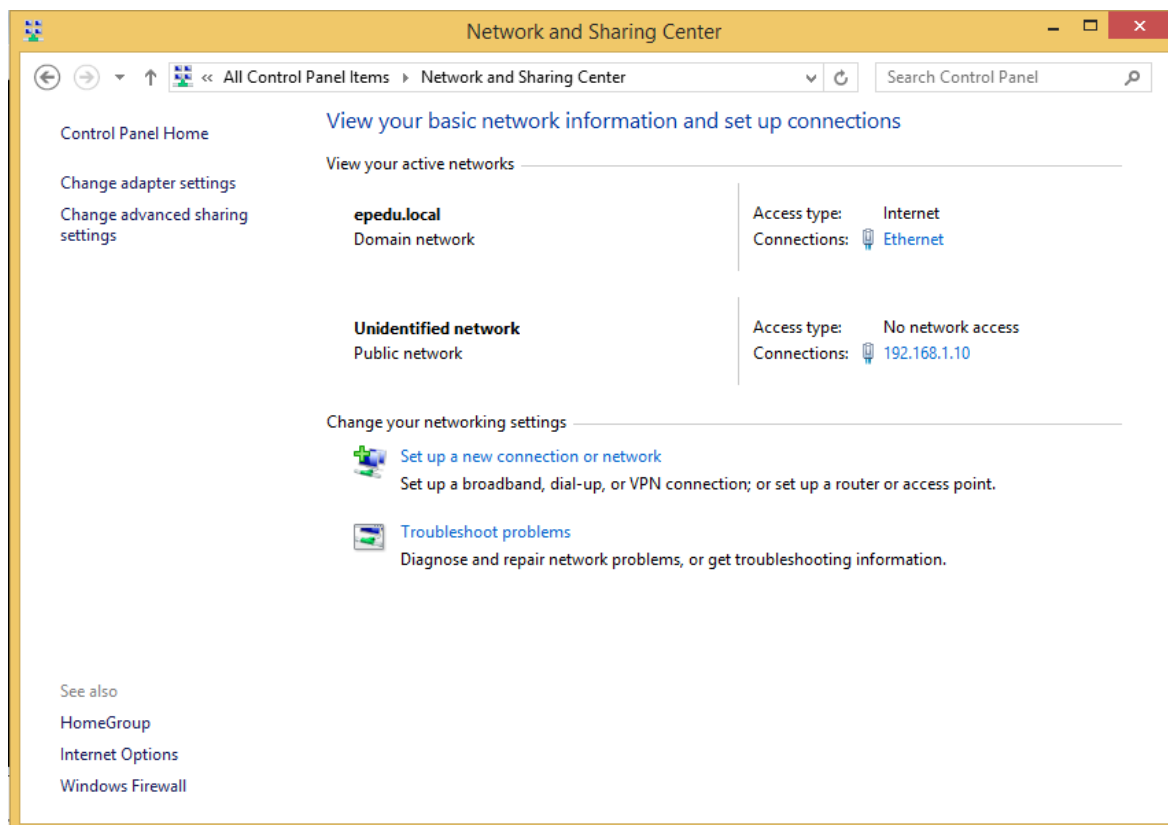 Network and Sharing Center
« All Control Panel Items Network and Sharing Center
Search Control Panel
Control Panel Home
Change adapter settings
Change advanced sharing
settings
View your basic network information and set up connections
View your active networks
epedu.local
Domain network
Access type: Internet
Connections: Ethernet
Unidentified network
Public network
Access type: No network access
Connections: 192.168.1.10
Change your networking settings
Set up a new connection or network
Set up a broadband, dial-up, or VPN connection; or set up a router or access point.
Troubleshoot problems
Diagnose and repair network problems, or get troubleshooting information.
See also
HomeGroup
Internet Options
Windows Firewall